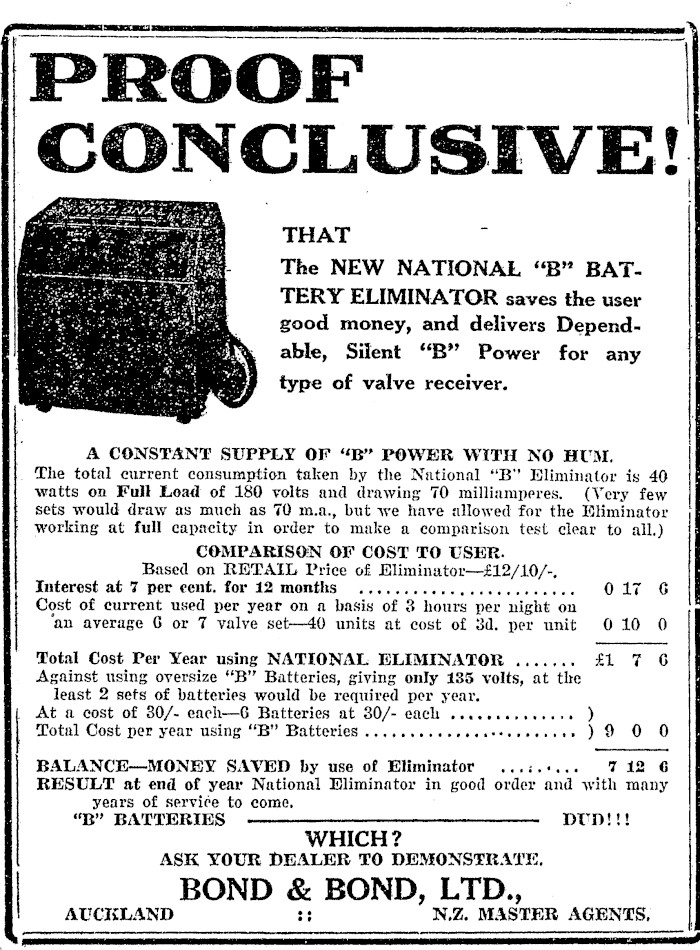 PROOF
CONCLUSIVE!
THAT
The NEW NATIONAL “B” BAT-
TERY ELIMINATOR saves the user
good money, and delivers Depend-
able, Silent “B” Power for any
type of valve receiver.
A CONSTANT SUPPLY OF “B” POWER WITH NO HUM.
The total current consumption taken by the National “B” Eliminator is 40
watts on Full Load of 180 volts and drawing 70 milliamperes. (Very few
sets would draw as much as 70 m.a., but we have allowed for the Eliminator
working at full capacity in order to make a comparison test clear to all.)
COMPARISON OF COST TO USER.
Based on RETAIL Price of Eliminator—£12/10/-.
Interest at 7 per cent. for 12 months ........................ 0 17 6
Cost of current used per year on a basis of 3 hours per night on
an average 6 or 7 valve set—40 units at cost of 3d. per unit 0 10 0
Total Cost Per Year using NATIONAL ELIMINATOR ....... £1 7 6
Against using oversize “B” Batteries, giving only 135 volts, at the
least 2 sets of batteries would be required per year.
At a cost of 30/- each—6 Batteries at 30/- each .............. )
Total Cost per year using “B” Batteries ........................ ) 9 0 0
BALANCE—MONEY SAVED by use of Eliminator ......... 7 12 6
RESULT at end of year National Eliminator in good order and with many
years of service to come.
“B” BATTERIES ——— DUD!!!
WHICH?
ASK YOUR DEALER TO DEMONSTRATE.
BOND & BOND, LTD.,
AUCKLAND :: N.Z. MASTER AGENTS.